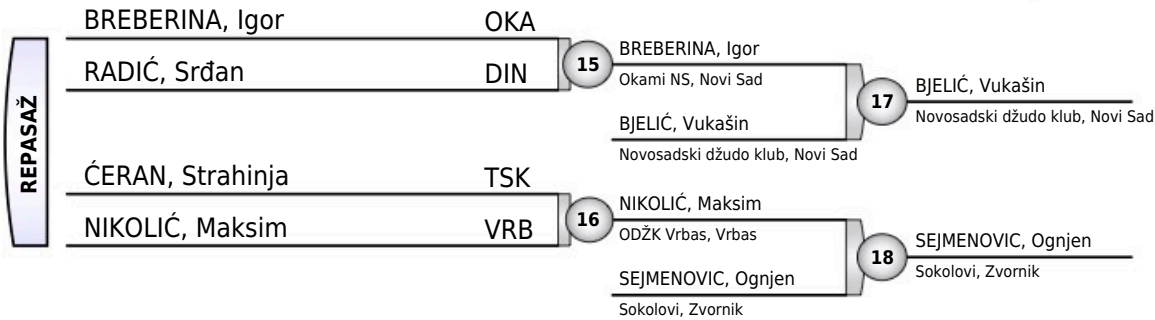 REPASAŽ
BREBERINA, Igor OKA
RADIĆ, Srđan DIN
15
BREBERINA, Igor
Okami NS, Novi Sad
BJELIĆ, Vukašin
Novosadski džudo klub, Novi Sad
17
BJELIĆ, Vukašin
Novosadski džudo klub, Novi Sad
ĆERAN, Strahinja TSK
NIKOLIĆ, Maksim VRB
16
NIKOLIĆ, Maksim
ODŽK Vrbas, Vrbas
SEJMENOVIC, Ognjen
Sokolovi, Zvornik
18
SEJMENOVIC, Ognjen
Sokolovi, Zvornik